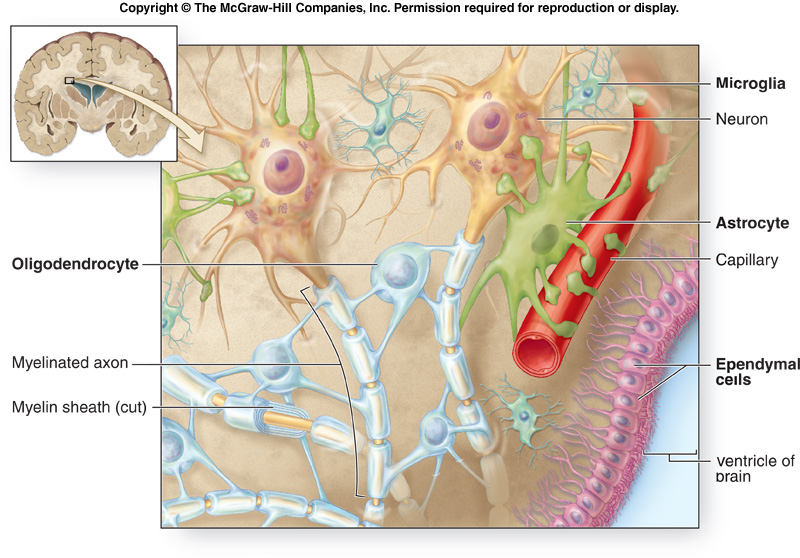 Copyright © The McGraw-Hill Companies, Inc. Permission required for reproduction or display.
Microglia
Neuron
Astrocyte
Capillary
Oligodendrocyte
Myelinated axon
Myelin sheath (cut)
Ependymal
cells
ventricle of
brain